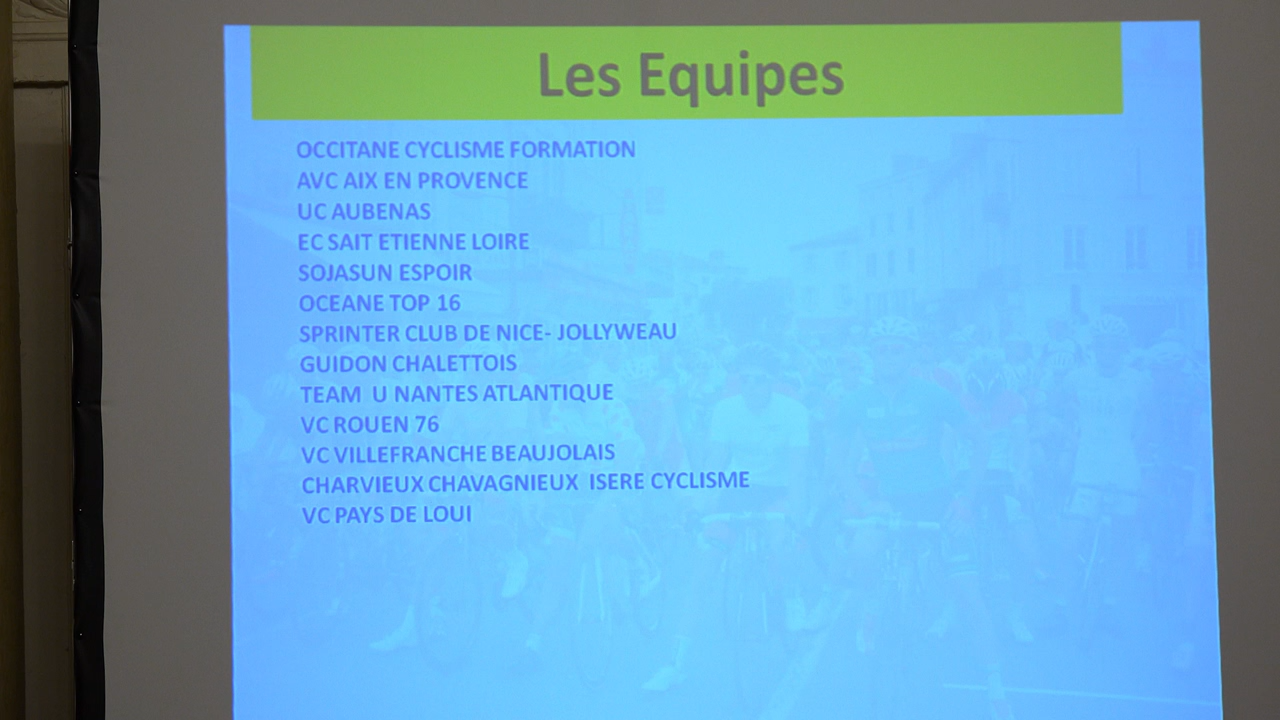 Les Equipes
OCCITANE CYCLISME FORMATION
AVC AIX EN PROVENCE
UC AUBENAS
EC SAIT ETIENNE LOIRE
SOJASUN ESPOIR
OCEANE TOP 16
SPRINTER CLUB DE NICE- JOLLYWEAU
GUIDON CHALETTOIS
TEAM U NANTES ATLANTIQUE
VC ROUEN 76
VC VILLEFRANCHE BEAUJOLAIS
CHARVIEUX CHAVAGNIEUX ISERE CYCLISME
VC PAYS DE LOUI